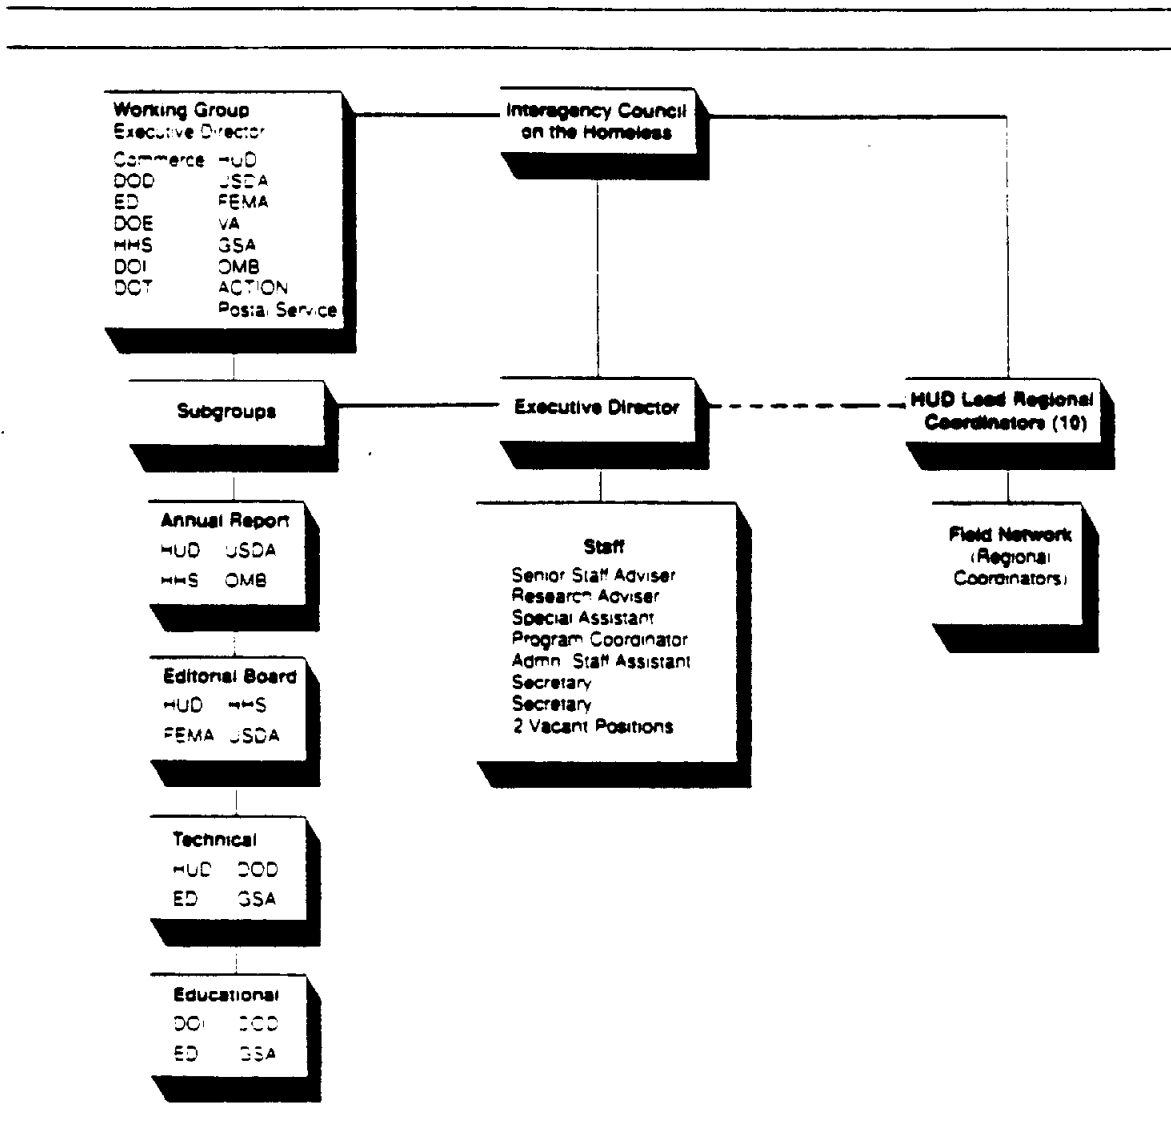 Working Group
Executive Director
Commerce HUD
DOD USDA
ED FEMA
DOE VA
HHS GSA
DOI OMB
DOT ACTION
Postal Service
Interagency Council
on the Homeless
Subgroups
Executive Director
HUD Lead Regional
Coordinators (10)
Annual Report
HUD USDA
HHS OMB
Editorial Board
HUD HHS
FEMA USDA
Technical
HUD DOD
ED GSA
Educational
DOI DOD
ED GSA
Staff
Senior Staff Adviser
Research Adviser
Special Assistant
Program Coordinator
Admn. Staff Assistant
Secretary
Secretary
2 Vacant Positions
Field Network
(Regional
Coordinators)